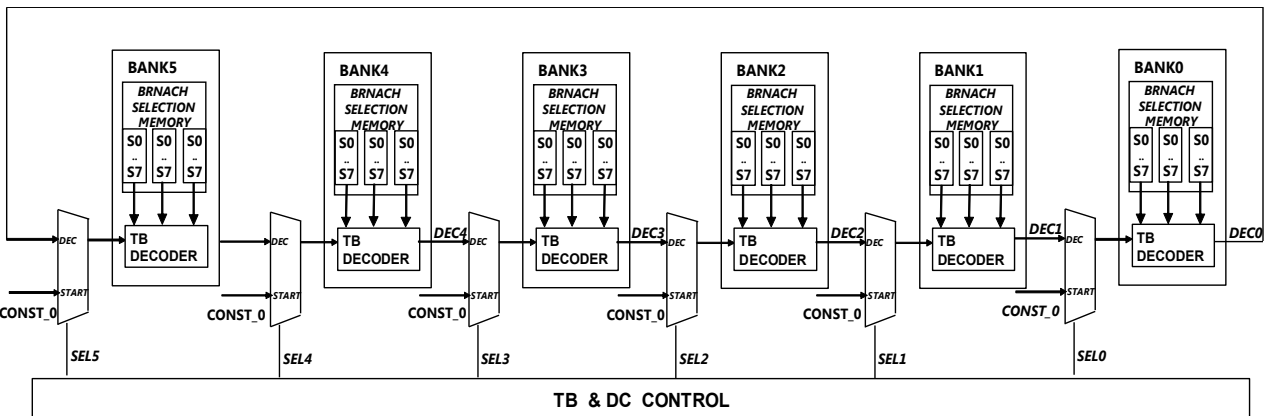 BANK5
BRNACH
SELECTION
MEMORY
S0 S0 S0
.. .. ..
S7 S7 S7
TB
DECODER
BANK4
BRNACH
SELECTION
MEMORY
S0 S0 S0
.. .. ..
S7 S7 S7
TB
DECODER
BANK3
BRNACH
SELECTION
MEMORY
S0 S0 S0
.. .. ..
S7 S7 S7
TB
DECODER
BANK2
BRNACH
SELECTION
MEMORY
S0 S0 S0
.. .. ..
S7 S7 S7
TB
DECODER
BANK1
BRNACH
SELECTION
MEMORY
S0 S0 S0
.. .. ..
S7 S7 S7
TB
DECODER
BANK0
BRNACH
SELECTION
MEMORY
S0 S0 S0
.. .. ..
S7 S7 S7
TB
DECODER
DEC DEC DEC4 DEC DEC3 DEC DEC2 DEC DEC1 DEC DEC0
START START START START START START
CONST_0 CONST_0 CONST_0 CONST_0 CONST_0 CONST_0
SEL5 SEL4 SEL3 SEL2 SEL1 SEL0
TB & DC CONTROL